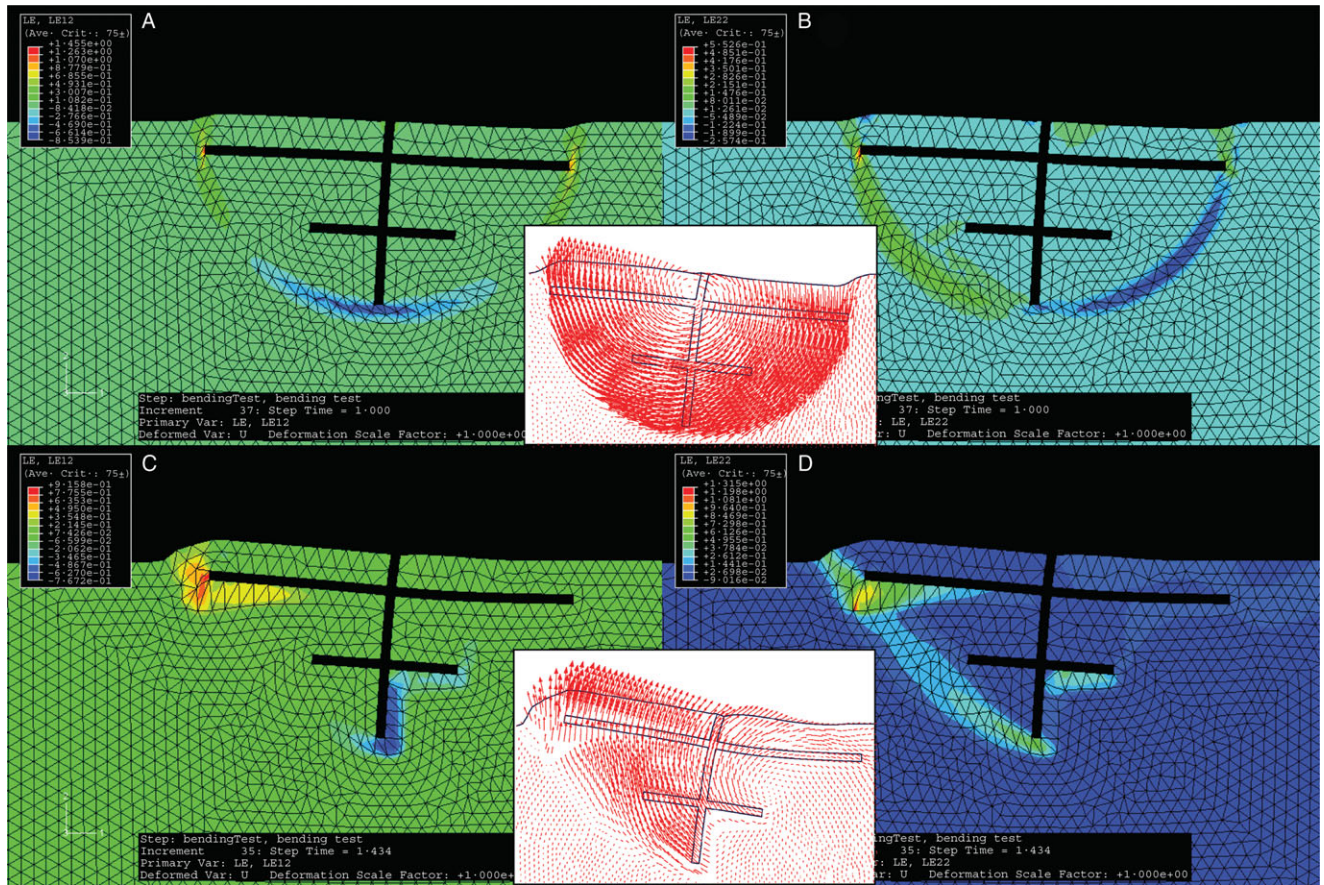 LE, LE12
(Ave· Crit·: 75±)
+1·455e+00
+1·263e+00
+1·070e+00
+8·779e-01
+6·855e-01
+4·931e-01
+3·007e-01
+1·082e-01
-8·418e-02
-2·766e-01
-4·690e-01
-6·614e-01
-8·539e-01
A
Step: bendingTest, bending test
Increment 37: Step Time = 1·000
Primary Var: LE, LE12
Deformed Var: U Deformation Scale Factor: +1·000e+00
LE, LE22
(Ave· Crit·: 75±)
+5·526e-01
+4·851e-01
+4·176e-01
+3·501e-01
+2·826e-01
+2·151e-01
+1·476e-01
+8·011e-02
+1·261e-02
-5·489e-02
-1·224e-01
-1·899e-01
-2·574e-01
B
endingTest, bending test
37: Step Time = 1·000
r: LE, LE22
ar: U Deformation Scale Factor: +1·000e+00
LE, LE12
(Ave· Crit·: 75±)
+9·158e-01
+7·755e-01
+6·353e-01
+4·950e-01
+3·548e-01
+2·145e-01
+7·426e-02
-6·599e-02
-2·062e-01
-3·465e-01
-4·867e-01
-6·270e-01
-7·672e-01
C
Step: bendingTest, bending test
Increment 35: Step Time = 1·434
Primary Var: LE, LE12
Deformed Var: U Deformation Scale Factor: +1·000e+
LE, LE22
(Ave· Crit·: 75±)
+1·315e+00
+1·198e+00
+1·081e+00
+9·640e-01
+8·469e-01
+7·298e-01
+6·126e-01
+4·955e-01
+3·784e-01
+2·612e-01
+1·441e-01
+2·698e-02
-9·016e-02
D
endingTest, bending test
35: Step Time = 1·434
r: LE, LE22
ar: U Deformation Scale Factor: +1·000e+00